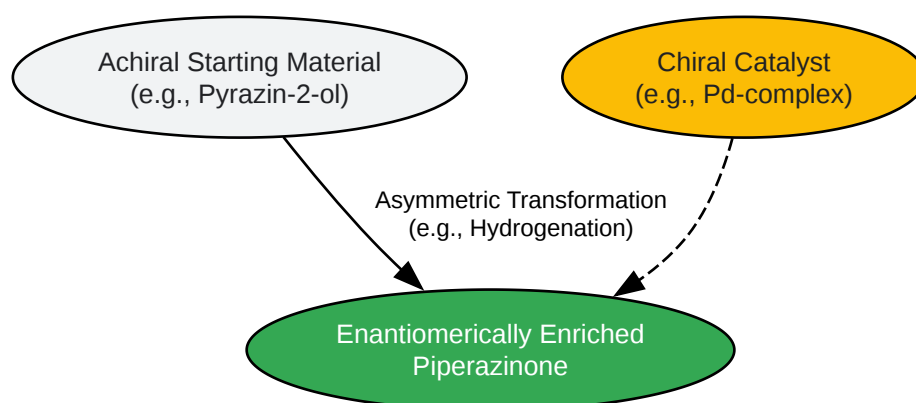 Achiral Starting Material
(e.g., Pyrazin-2-ol)
Chiral Catalyst
(e.g., Pd-complex)
Asymmetric Transformation
(e.g., Hydrogenation)
Enantiomerically Enriched
Piperazinone